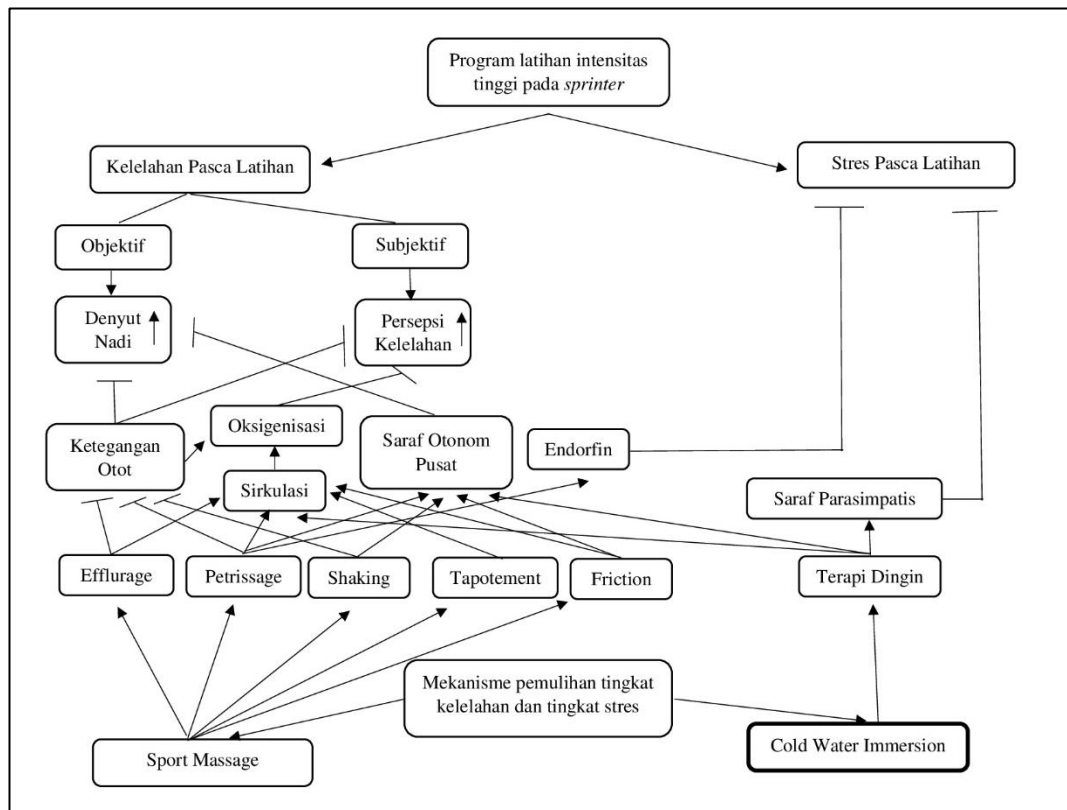 Program latihan intensitas
tinggi pada sprinter
Kelelahan Pasca Latihan
Stres Pasca Latihan
Objektif
Subjektif
Denyut
Nadi
Persepsi
Kelelahan
Oksigenisasi
Ketegangan
Otot
Saraf Otonom
Pusat
Endorfin
Sirkulasi
Saraf Parasimpatis
Efflurage
Petrissage
Shaking
Tapotement
Friction
Terapi Dingin
Mekanisme pemulihan tingkat
kelelahan dan tingkat stres
Sport Massage
Cold Water Immersion